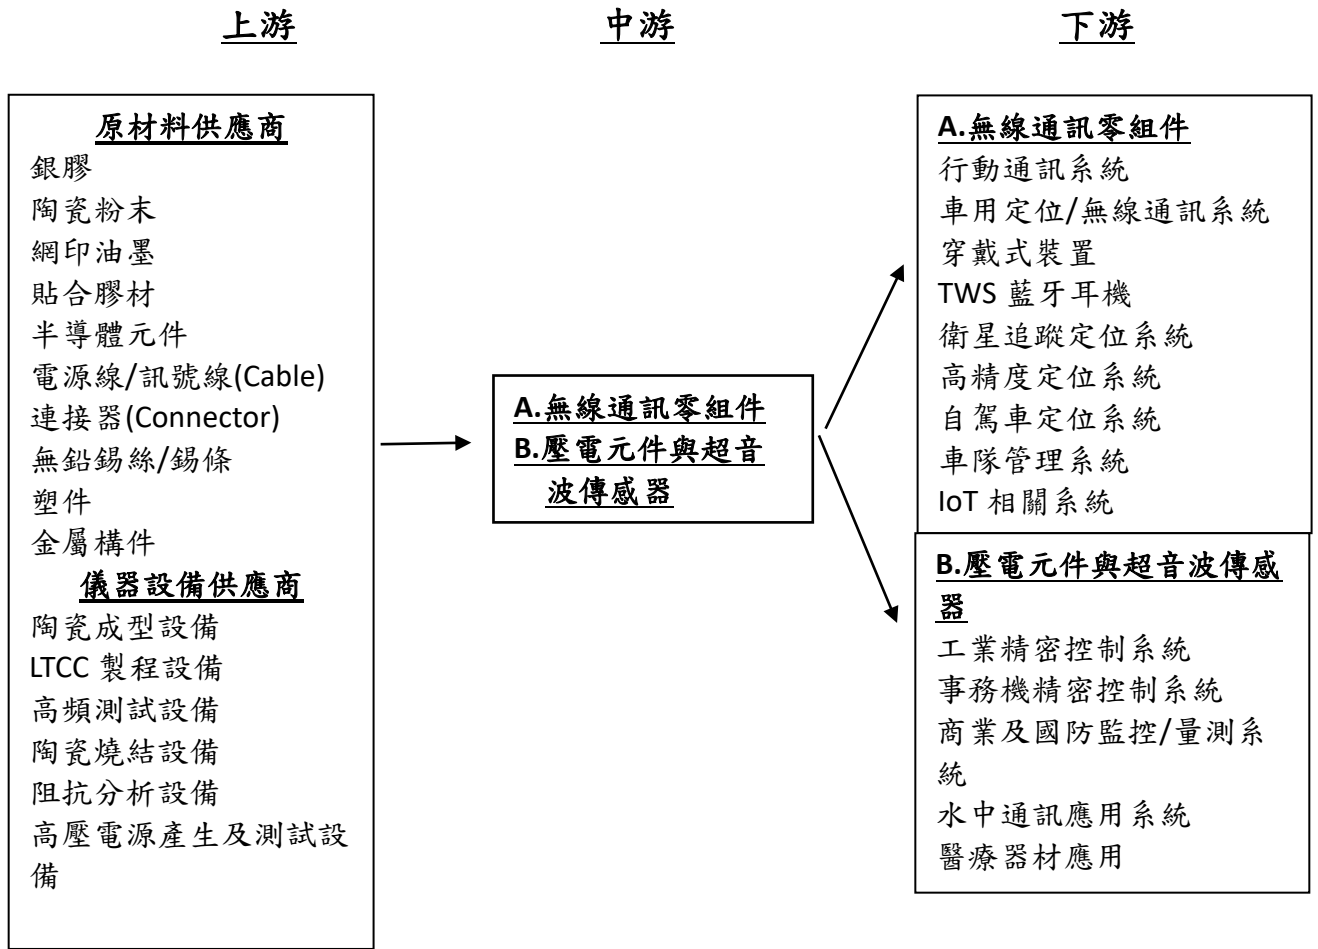 上游
中游
下游
原材料供應商
銀膠
陶瓷粉末
網印油墨
貼合膠材
半導體元件
電源線/訊號線(Cable)
連接器(Connector)
無鉛錫絲/錫條
塑件
金屬構件
儀器設備供應商
陶瓷成型設備
LTCC 製程設備
高頻測試設備
陶瓷燒結設備
阻抗分析設備
高壓電源產生及測試設
備
A.無線通訊零組件
B.壓電元件與超音
波傳感器
A.無線通訊零組件
行動通訊系統
車用定位/無線通訊系統
穿戴式裝置
TWS 藍牙耳機
衛星追蹤定位系統
高精度定位系統
自駕車定位系統
車隊管理系統
IoT 相關系統
B.壓電元件與超音波傳感
器
工業精密控制系統
事務機精密控制系統
商業及國防監控/量測系
統
水中通訊應用系統
醫療器材應用